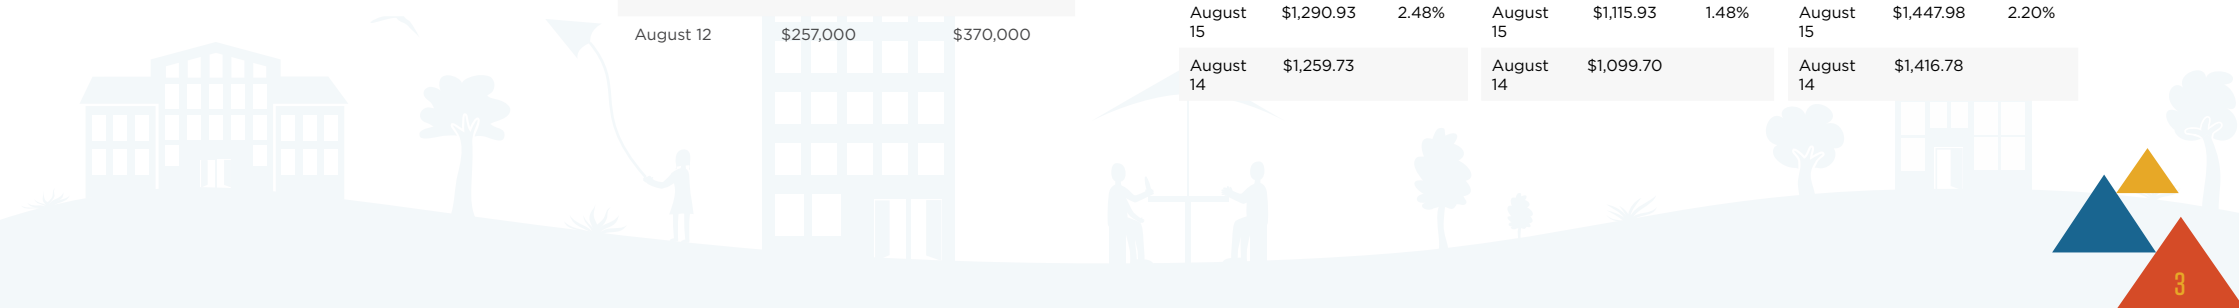 August 12 $257,000 $370,000
August $1,290.93 2.48%
15
August $1,259.73
14
August $1,115.93 1.48%
15
August $1,099.70
14
August $1,447.98 2.20%
15
August $1,416.78
14
3